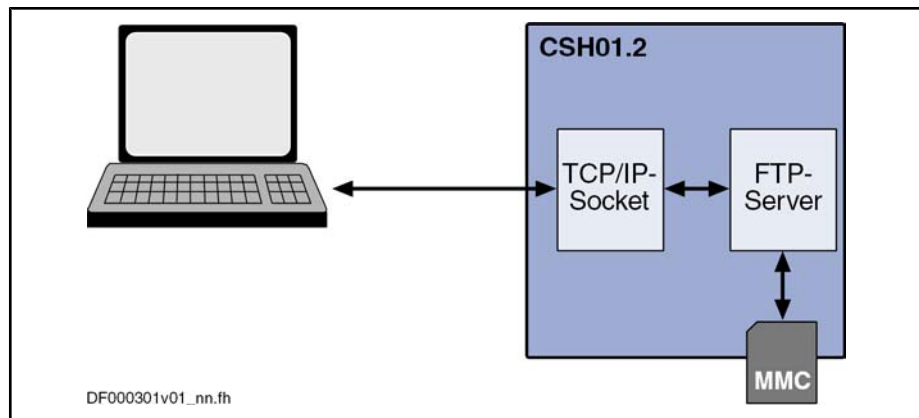 CSH01.2
TCP/IP-
Socket
FTP-
Server
MMC
DF000301v01_nn.fh